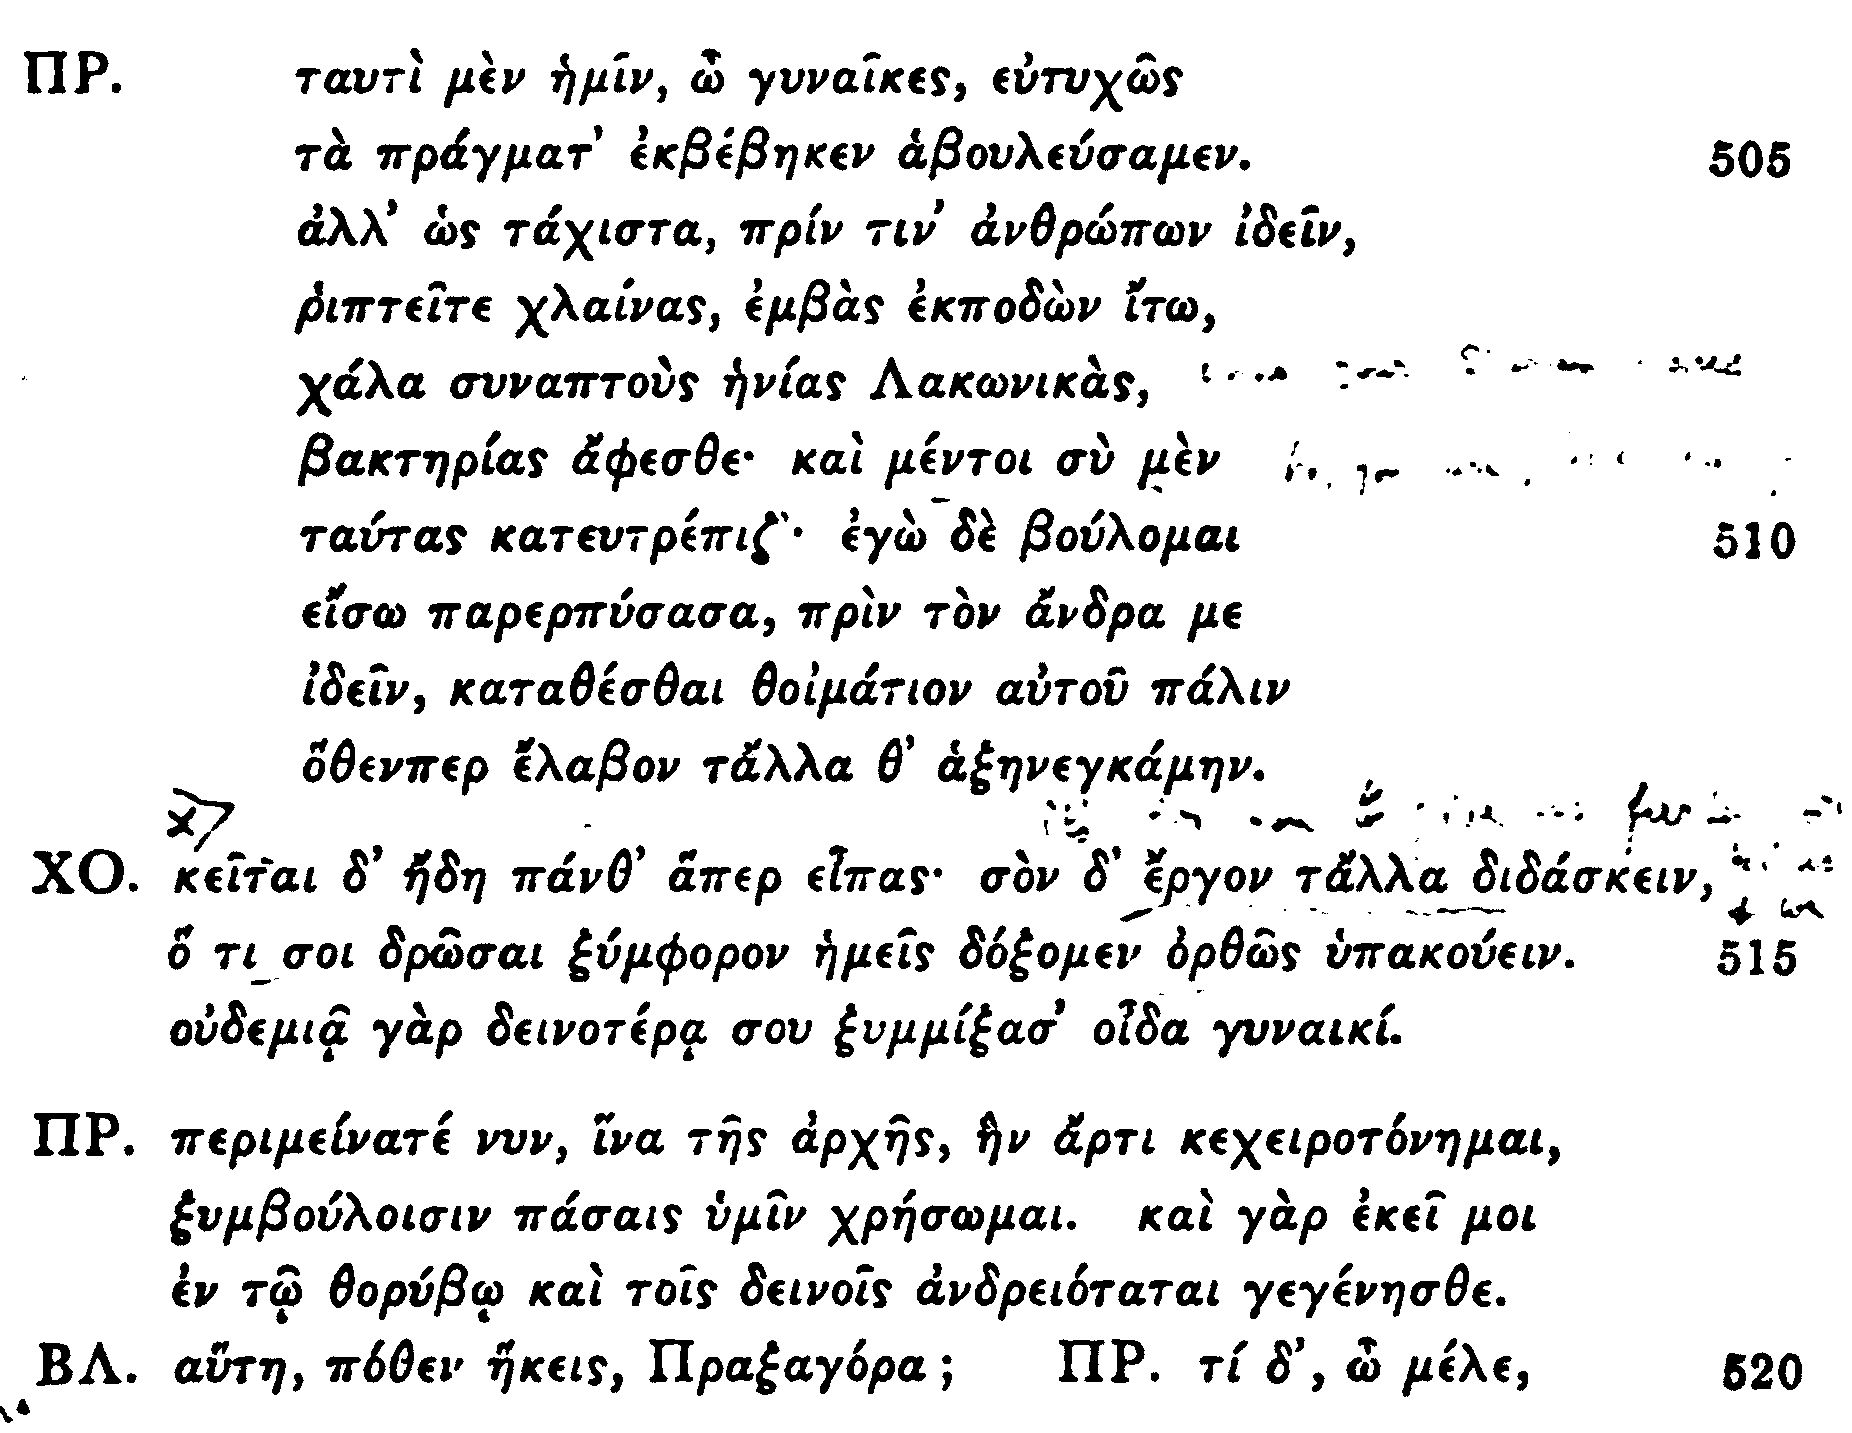 ΠΡ. ταυτὶ μὲν ἡμῖν, ὦ γυναῖκες, εὐτυχῶς
τὰ πράγματ’ ἐκβέβηκεν ἁβουλεύσαμεν. 505
ἀλλ’ ὡς τάχιστα, πρίν τιν’ ἀνθρώπων ἰδεῖν,
ῥιπτεῖτε χλαίνας, ἐμβὰς ἐκποδὼν ἴτω,
χάλα συναπτοὺς ἡνίας Λακωνικὰς,
βακτηρίας ἄφεσθε· καὶ μέντοι σὺ μὲν
ταύτας κατευτρέπιζ’· ἐγὼ δὲ βούλομαι 510
εἴσω παρερπύσασα, πρὶν τὸν ἄνδρα με
ἰδεῖν, καταθέσθαι θοἰμάτιον αὐτοῦ πάλιν
ὅθενπερ ἔλαβον τἄλλα θ’ ἁξηνεγκάμην.
ΧΟ. κεῖται δ’ ἤδη πάνθ’ ἅπερ εἶπας· σὸν δ’ ἔργον τἄλλα διδάσκειν,
ὅ τι σοι δρῶσαι ξύμφορον ἡμεῖς δόξομεν ὀρθῶς ὑπακούειν. 515
οὐδεμιᾷ γὰρ δεινοτέρᾳ σου ξυμμίξασ’ οἶδα γυναικί.
ΠΡ. περιμείνατέ νυν, ἵνα τῆς ἀρχῆς, ἣν ἄρτι κεχειροτόνημαι,
ξυμβούλοισιν πάσαις ὑμῖν χρήσωμαι. καὶ γὰρ ἐκεῖ μοι
ἐν τῷ θορύβῳ καὶ τοῖς δεινοῖς ἀνδρειόταται γεγένησθε.
ΒΛ. αὕτη, πόθεν ἥκεις, Πραξαγόρα; ΠΡ. τί δ’, ὦ μέλε, 520